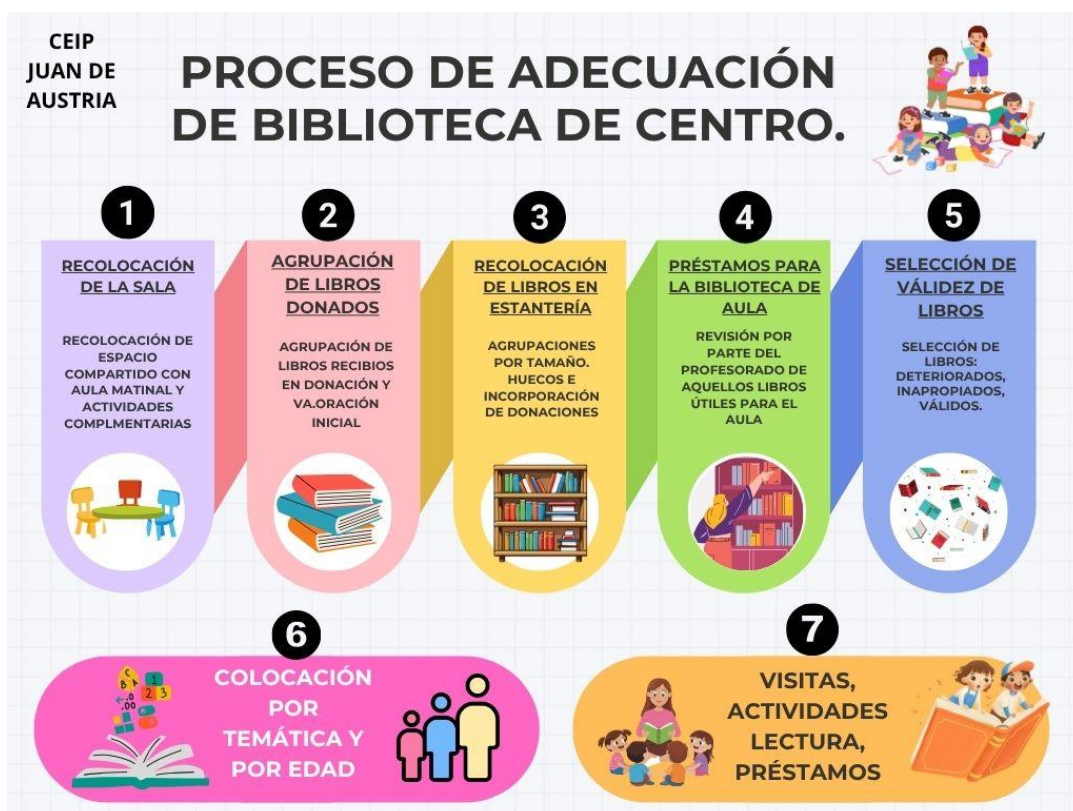 CEIP
JUAN DE
AUSTRIA
PROCESO DE ADECUACIÓN
DE BIBLIOTECA DE CENTRO.
1
RECOLOCACIÓN
DE LA SALA
RECOLOCACIÓN DE
ESPACIO
COMPARTIDO CON
AULA MATINAL Y
ACTIVIDADES
COMPLMENTARIAS
2
AGRUPACIÓN
DE LIBROS
DONADOS
AGRUPACIÓN DE
LIBROS RECIBIOS
EN DONACIÓN Y
VA.ORACIÓN
INICIAL
3
RECOLOCACIÓN
DE LIBROS EN
ESTANTERÍA
AGRUPACIONES
POR TAMAÑO.
HUECOS E
INCORPORACIÓN
DE DONACIONES
4
PRÉSTAMOS PARA
LA BIBLIOTECA DE
AULA
REVISIÓN POR
PARTE DEL
PROFESORADO DE
AQUELLOS LIBROS
ÚTILES PARA EL
AULA
5
SELECCIÓN DE
VÁLIDEZ DE
LIBROS
SELECCIÓN DE
LIBROS:
DETERIORADOS,
INAPROPIADOS,
VÁLIDOS.
6
COLOCACIÓN
POR
TEMÁTICA Y
POR EDAD
7
VISITAS,
ACTIVIDADES
LECTURA,
PRÉSTAMOS